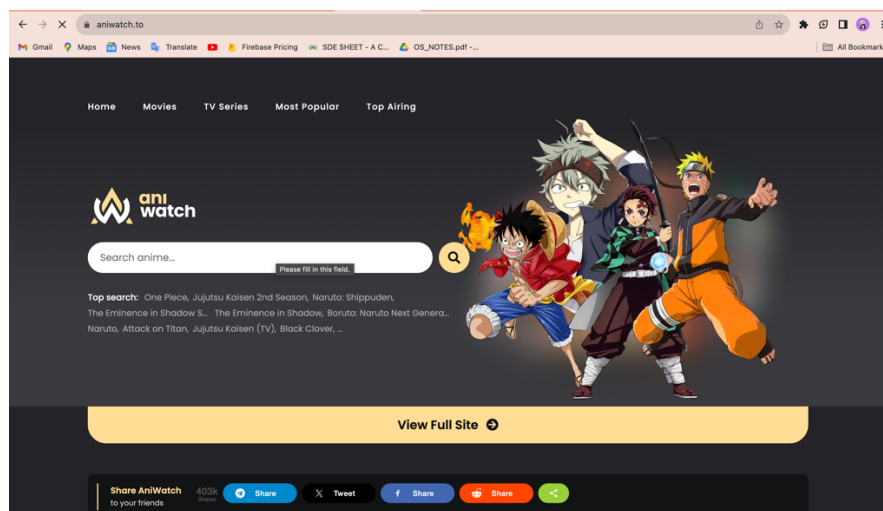 aniwatch.to
Gmail Maps News Translate Firebase Pricing SDE SHEET - A C... OS_NOTES.pdf -... All Bookmark
Home Movies TV Series Most Popular Top Airing
ani
watch
Search anime...
Please fill in this field.
Top search: One Piece, Jujutsu Kaisen 2nd Season, Naruto: Shippuden,
The Eminence in Shadow S... The Eminence in Shadow, Boruto: Naruto Next Genera...
Naruto, Attack on Titan, Jujutsu Kaisen (TV), Black Clover, ...
View Full Site
Share AniWatch 403k Share Tweet Share Share
to your friends Shares